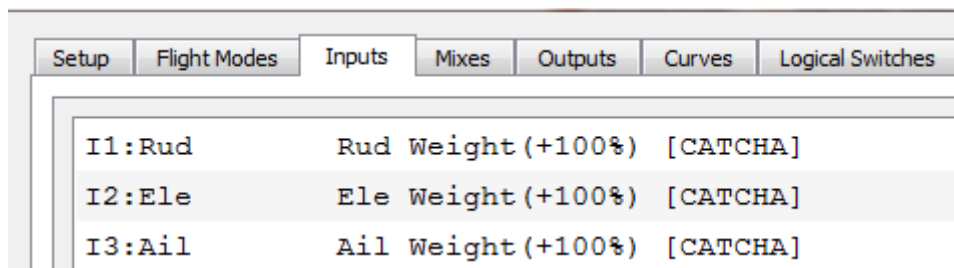 Setup Flight Modes Inputs Mixes Outputs Curves Logical Switches
I1:Rud Rud Weight(+100%) [CATCHA]
I2:Ele Ele Weight(+100%) [CATCHA]
I3:Ail Ail Weight(+100%) [CATCHA]